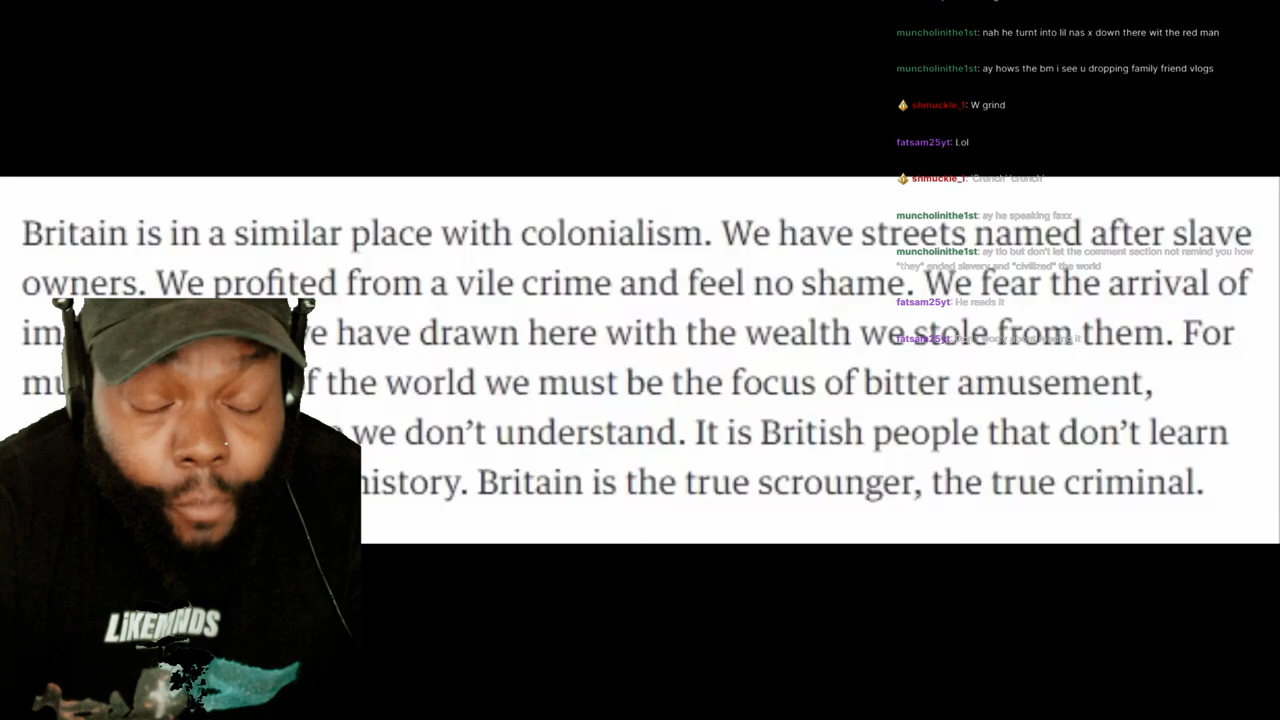 muncholinithe1st: nah he turnt into lil nas x down there wit the red man
muncholinithe1st: ay hows the bm i see u dropping family friend vlogs
shmuckle_1: W grind
fatsam25yt: Lol
shmuckle_1: "Crunch" "crunch"
muncholinithe1st: ay he speaking faxx
muncholinithe1st: ay tio but don't let the comment section not remind you how
"they" ended slavery and "civilized" the world
fatsam25yt: He reads it
fatsam25yt: worry about it
Britain is in a similar place with colonialism. We have streets named after slave
owners. We profited from a vile crime and feel no shame. We fear the arrival of
have drawn here with the wealth we stole from them. For
the world we must be the focus of bitter amusement,
we don't understand. It is British people that don't learn
history. Britain is the true scrounger, the true criminal.
LiKEMINDS